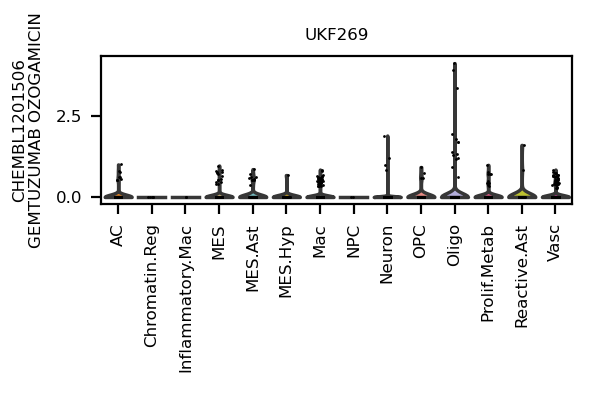 UKF269
CHEMBL1201506
GEMTUZUMAB OZOGAMICIN
2.5
0.0
AC
Chromatin.Reg
Inflammatory.Mac
MES
MES.Ast
MES.Hyp
Mac
NPC
Neuron
OPC
Oligo
Prolif.Metab
Reactive.Ast
Vasc